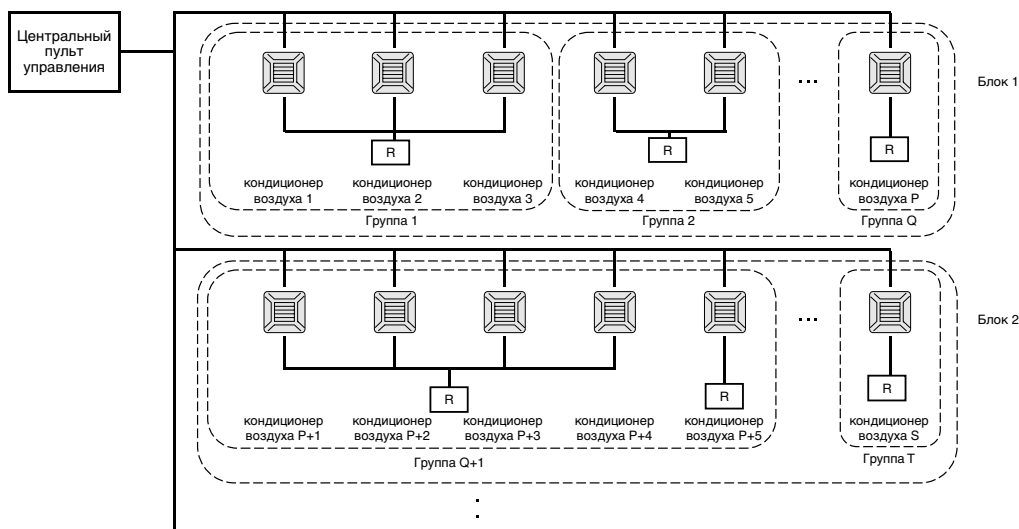 Центральный
пульт
управления
Блок 1
R
R
R
кондиционер
воздуха 1
кондиционер
воздуха 2
кондиционер
воздуха 3
кондиционер
воздуха 4
кондиционер
воздуха 5
кондиционер
воздуха P
Группа 1
Группа 2
Группа Q
...
Блок 2
...
R
R
R
кондиционер
воздуха P+1
кондиционер
воздуха P+2
кондиционер
воздуха P+3
кондиционер
воздуха P+4
кондиционер
воздуха P+5
кондиционер
воздуха S
Группа Q+1
Группа T